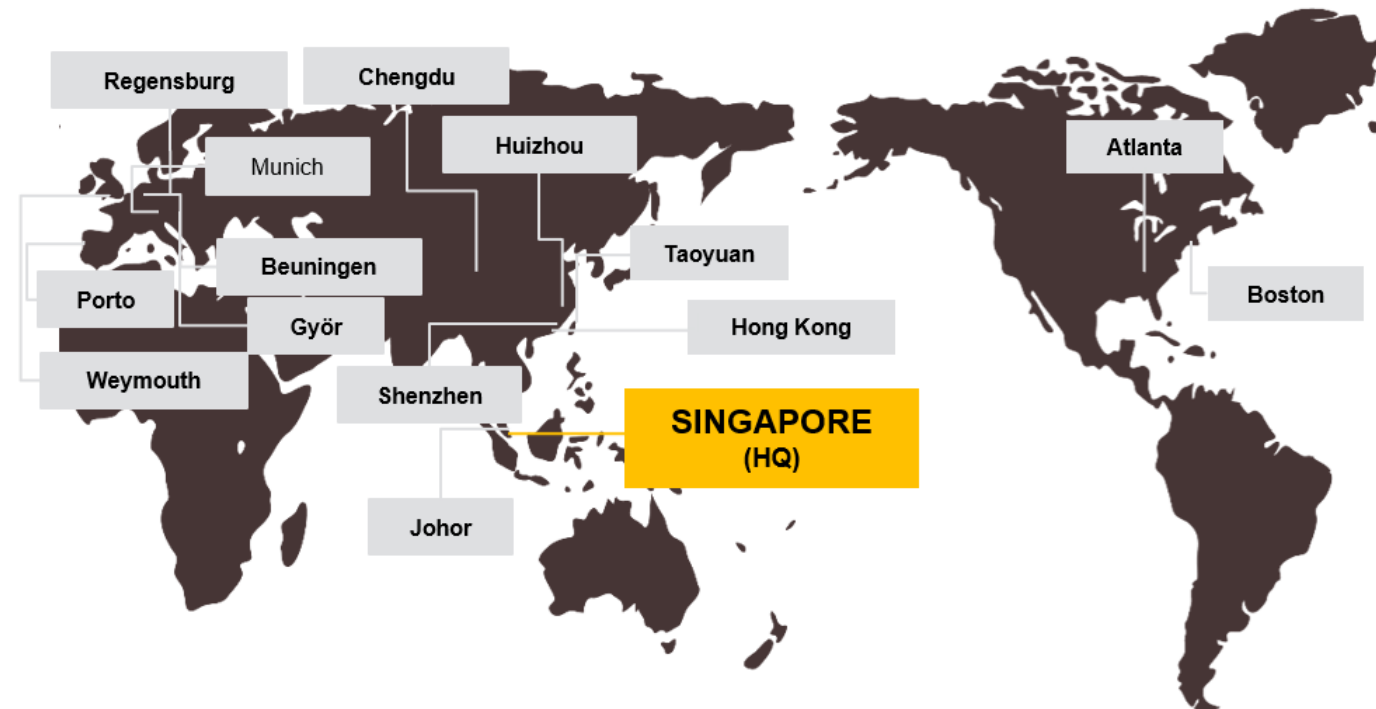 Regensburg
Chengdu
Huizhou
Atlanta
Munich
Taoyuan
Beuningen
Porto
Boston
Györ
Hong Kong
Weymouth
Shenzhen
SINGAPORE
(HQ)
Johor